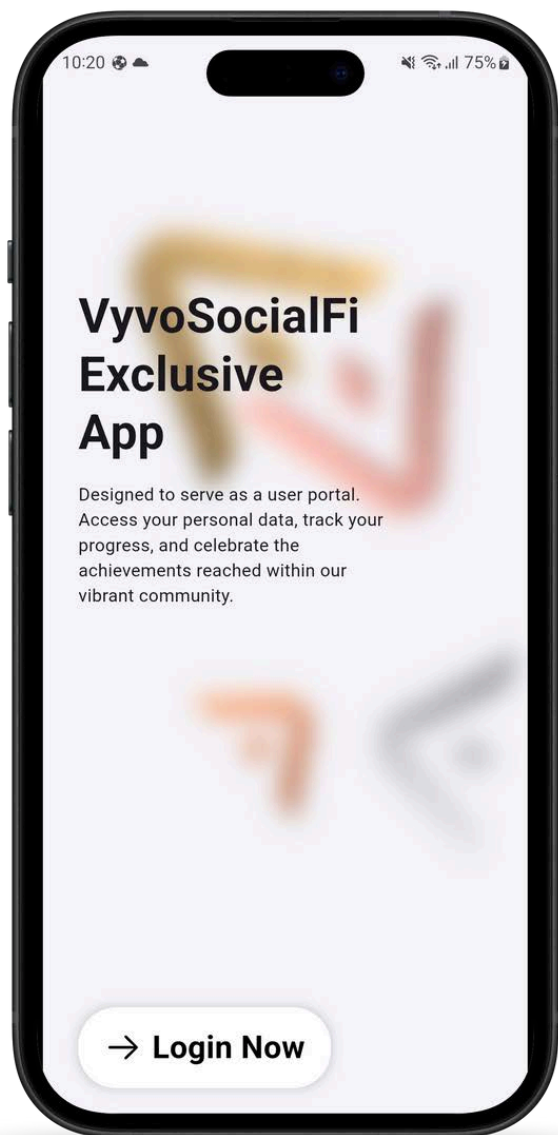 10:20 75%
VyvoSocialFi
Exclusive
App
Designed to serve as a user portal.
Access your personal data, track your
progress, and celebrate the
achievements reached within our
vibrant community.
→ Login Now